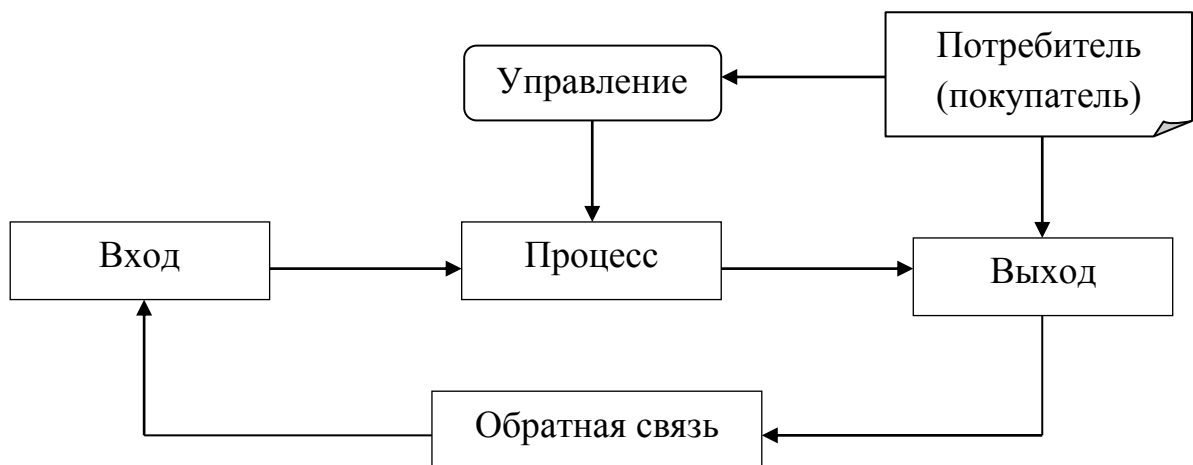 Потребитель
(покупатель)
Управление
Вход
Процесс
Выход
Обратная связь